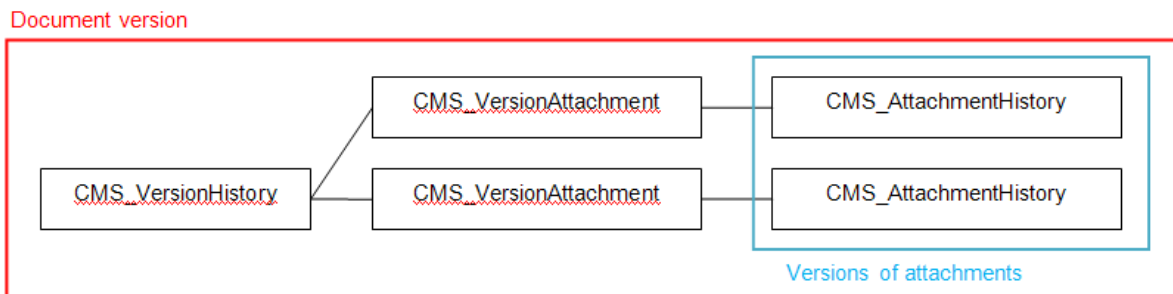 Document version
CMS_VersionAttachment
CMS_AttachmentHistory
CMS_VersionHistory
CMS_VersionAttachment
CMS_AttachmentHistory
Versions of attachments